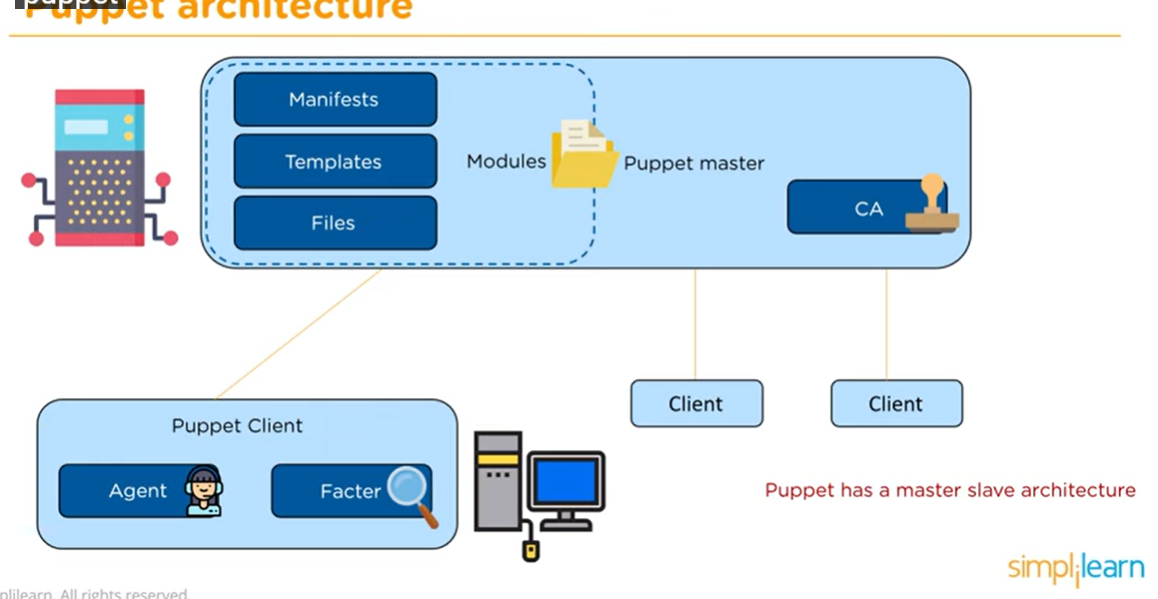 puppet
Puppet architecture
Manifests
Templates
Modules
Puppet master
Files
CA
Client
Client
Puppet Client
Agent
Facter
Puppet has a master slave architecture
simplilearn
plilearn. All rights reserved.